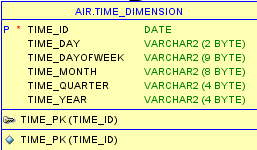 AIR.TIME_DIMENSION
P * TIME_ID DATE
TIME_DAY VARCHAR2 (2 BYTE)
TIME_DAYOFWEEK VARCHAR2 (9 BYTE)
TIME_MONTH VARCHAR2 (8 BYTE)
TIME_QUARTER VARCHAR2 (4 BYTE)
TIME_YEAR VARCHAR2 (4 BYTE)
TIME_PK (TIME_ID)
TIME_PK (TIME_ID)